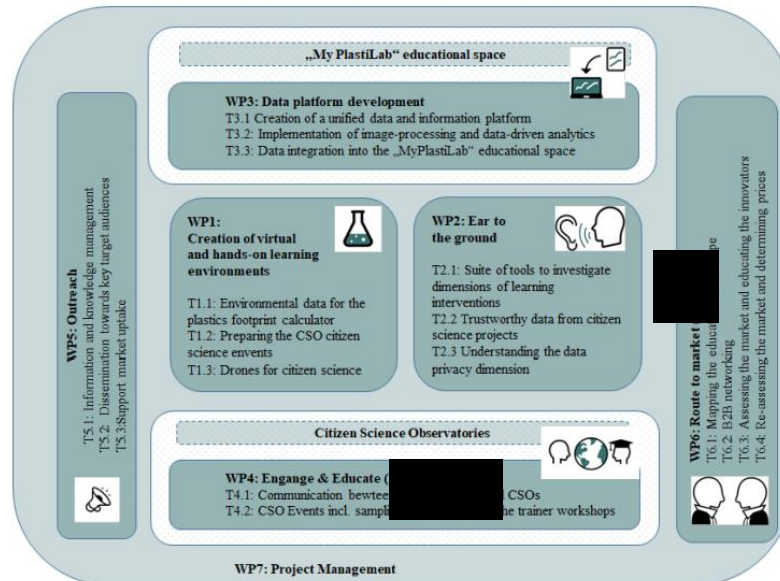 „My PlastiLab“ educational space
WP3: Data platform development
T3.1 Creation of a unified data and information platform
T3.2: Implementation of image-processing and data-driven analytics
T3.3: Data integration into the „MyPlastiLab“ educational space
WP5: Outreach
T5.1: Information and knowledge management
T5.2: Dissemination towards key target audiences
T5.3:Support market uptake
WP1:
Creation of virtual
and hands-on learning
environments
T1.1: Environmental data for the
plastics footprint calculator
T1.2: Preparing the CSO citizen
science envents
T1.3: Drones for citizen science
WP2: Ear to
the ground
T2.1: Suite of tools to investigate
dimensions of learning
interventions
T2.2 Trustworthy data from citizen
science projects
T2.3 Understanding the data
privacy dimension
WP6: Route to market
T6.1: Mapping the
T6.2: B2B networking
T6.3: Assessing the market and educating the innovators
T6.4: Re-assessing the market and determining prices
Citizen Science Observatories
WP4: Engange & Educate (
T4.1: Communication bewteen CSOs
T4.2: CSO Events incl. trainer workshops
WP7: Project Management